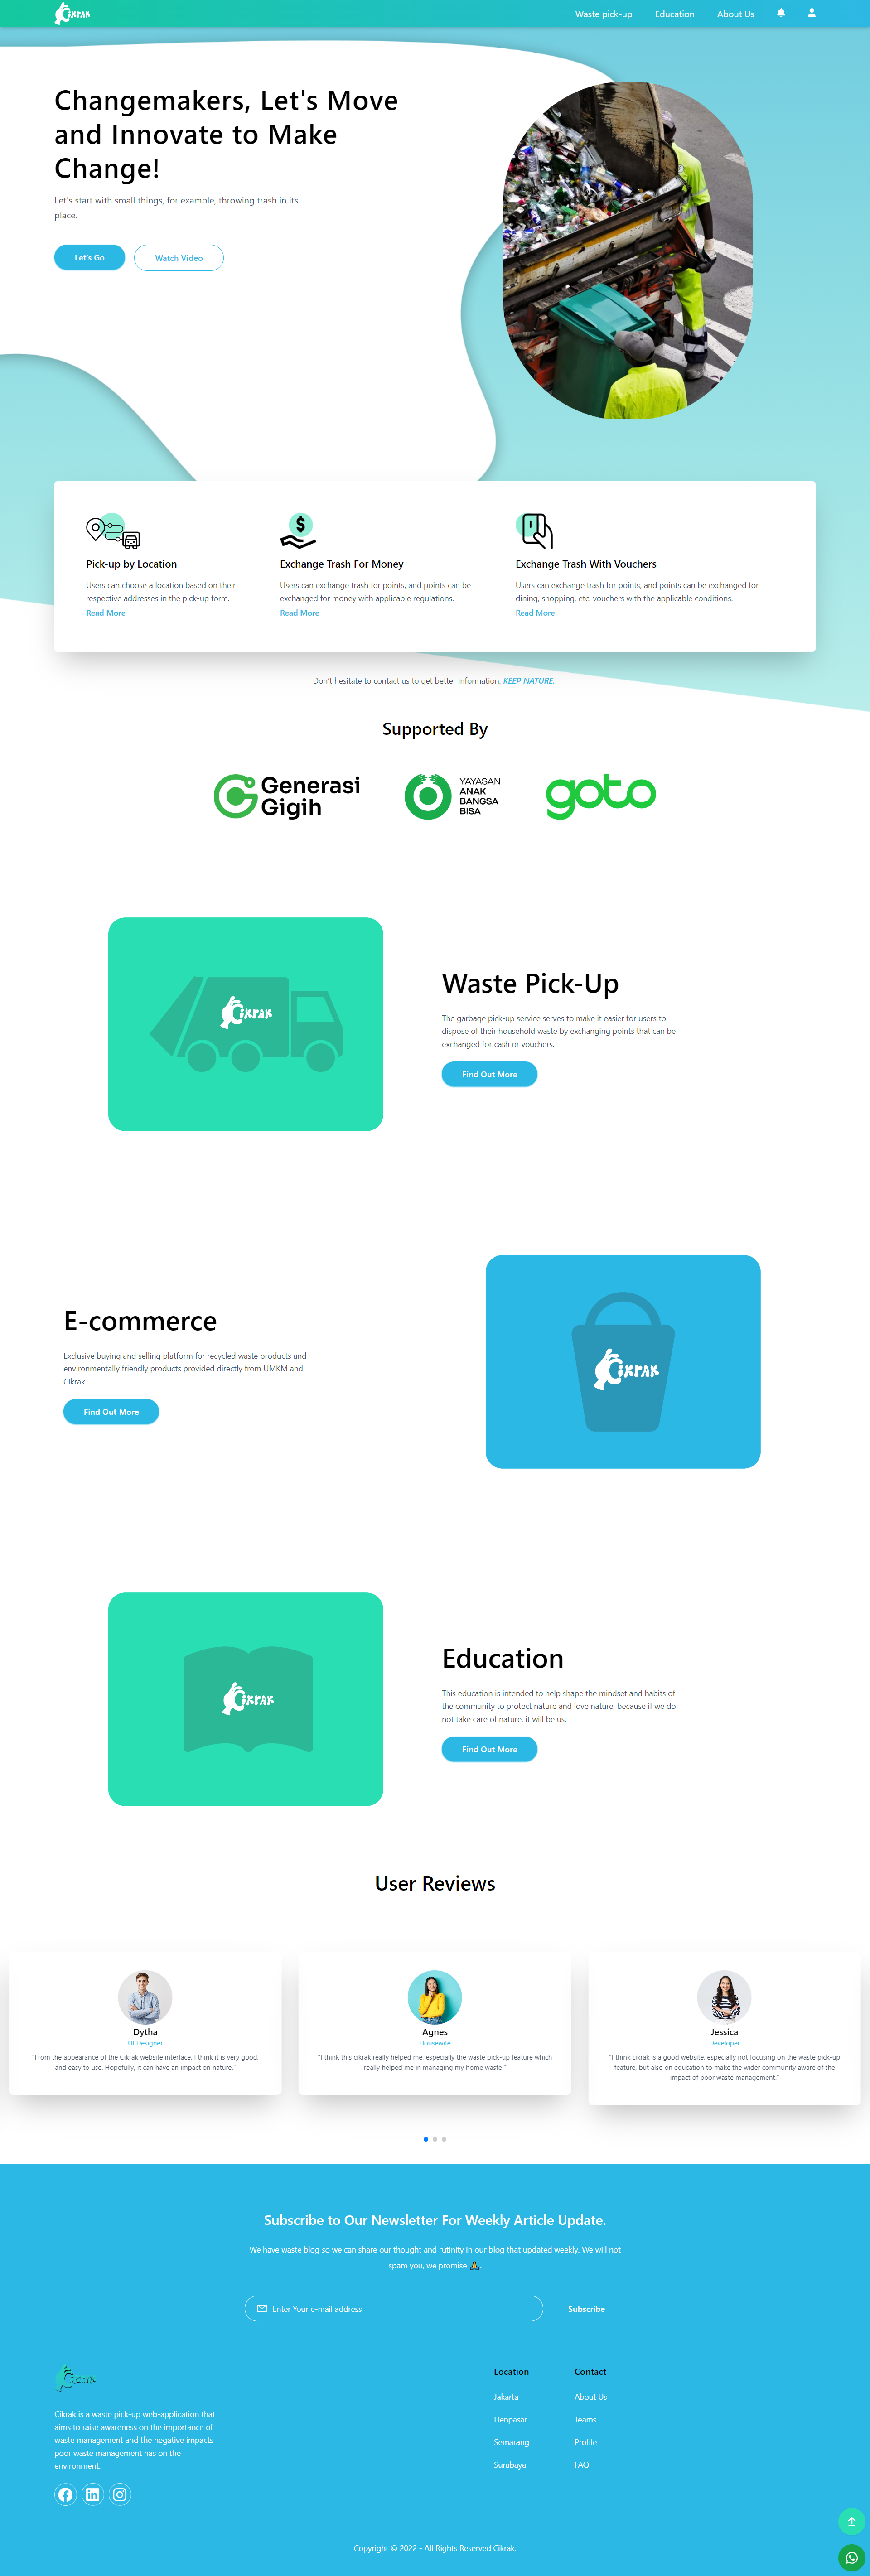 Cikrak
Waste pick-up
Education
About Us
Changemakers, Let's Move
and Innovate to Make
Change!
Let's start with small things, for example, throwing trash in its
place.
Let's Go
Watch Video
Pick-up by Location
Users can choose a location based on their
respective addresses in the pick-up form.
Read More
Exchange Trash For Money
Users can exchange trash for points, and points can be
exchanged for money with applicable regulations.
Read More
Exchange Trash With Vouchers
Users can exchange trash for points, and points can be exchanged for
dining, shopping, etc. vouchers with the applicable conditions.
Read More
Don't hesitate to contact us to get better Information. KEEP NATURE.
Supported By
Generasi
Gigih
YAYASAN
ANAK
BANGSA
BISA
goto
Cikrak
Waste Pick-Up
The garbage pick-up service serves to make it easier for users to
dispose of their household waste by exchanging points that can be
exchanged for cash or vouchers.
Find Out More
E-commerce
Exclusive buying and selling platform for recycled waste products and
environmentally friendly products provided directly from UMKM and
Cikrak.
Find Out More
Cikrak
Cikrak
Education
This education is intended to help shape the mindset and habits of
the community to protect nature and love nature, because if we do
not take care of nature, it will be us.
Find Out More
User Reviews
Dytha
UI Designer
"From the appearance of the Cikrak website interface, I think it is very good,
and easy to use. Hopefully, it can have an impact on nature."
Agnes
Housewife
"I think this cikrak really helped me, especially the waste pick-up feature which
really helped me in managing my home waste."
Jessica
Developer
"I think cikrak is a good website, especially not focusing on the waste pick-up
feature, but also on education to make the wider community aware of the
impact of poor waste management."
Subscribe to Our Newsletter For Weekly Article Update.
We have waste blog so we can share our thought and rutinity in our blog that updated weekly. We will not
spam you, we promise 🙏.
Enter Your e-mail address
Subscribe
Cikrak
Cikrak is a waste pick-up web-application that
aims to raise awareness on the importance of
waste management and the negative impacts
poor waste management has on the
environment.
Location
Jakarta
Denpasar
Semarang
Surabaya
Contact
About Us
Teams
Profile
FAQ
Copyright © 2022 - All Rights Reserved Cikrak.